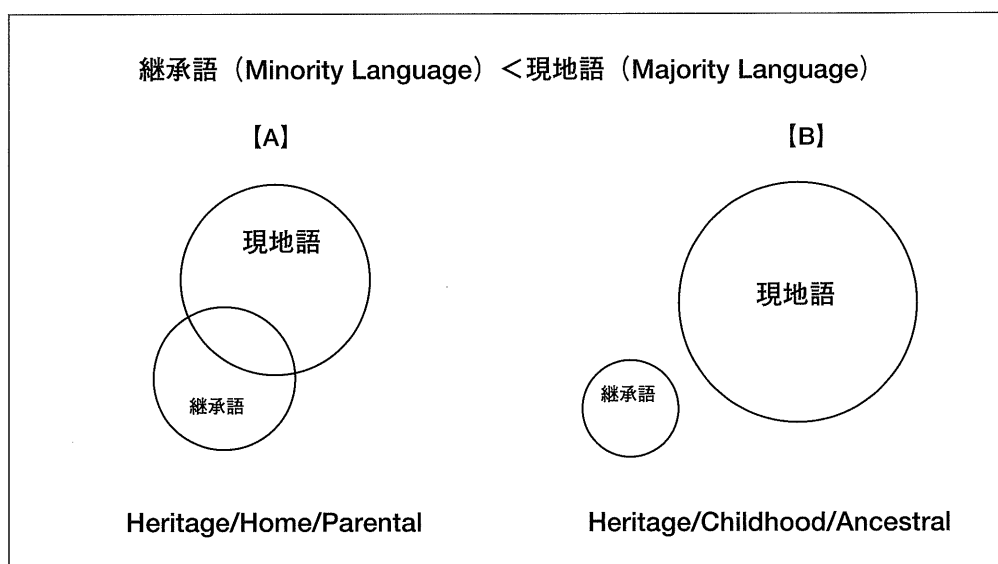 継承語（Minority Language）＜現地語（Majority Language）
【A】
【B】
現地語
継承語
現地語
継承語
Heritage/Home/Parental
Heritage/Childhood/Ancestral